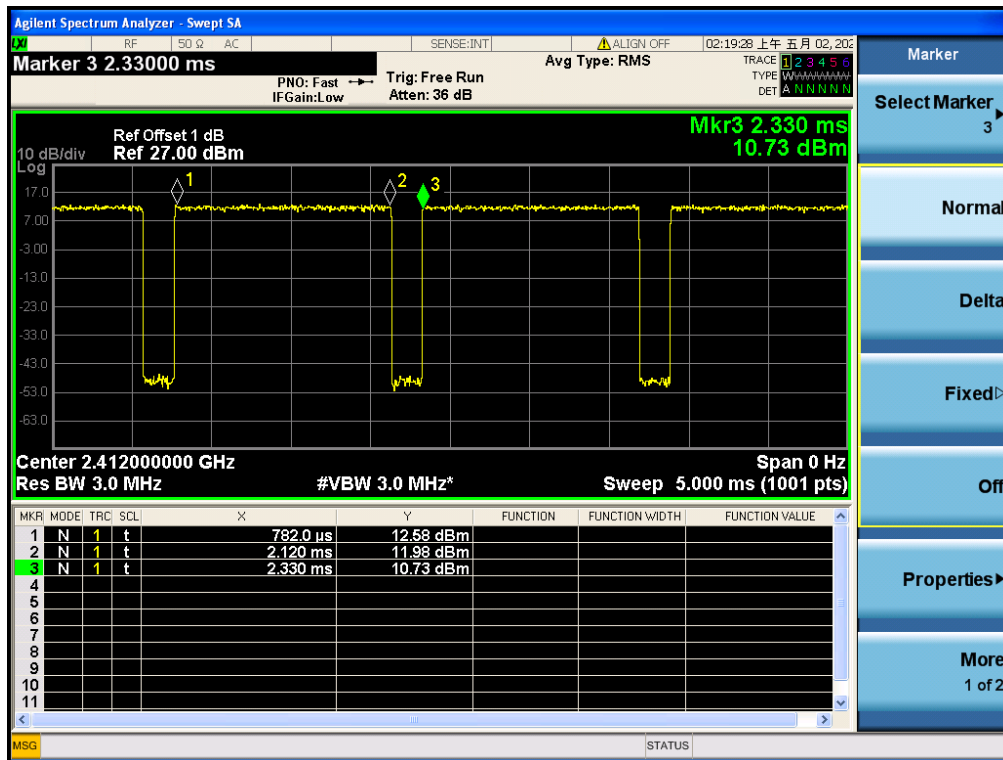 Agilent Spectrum Analyzer - Swept SA
LXI RF 50 Ω AC SENSE:INT ALIGN OFF 02:19:28 上午 五月 02, 202
Marker 3 2.33000 ms
PNO: Fast
IFGain:Low
Trig: Free Run
Atten: 36 dB
Avg Type: RMS
TRACE 1 2 3 4 5 6
TYPE
DET A N N N N N
Mkr3 2.330 ms
10.73 dBm
Ref Offset 1 dB
10 dB/div Ref 27.00 dBm
Log
1
2
3
17.0
7.00
-3.00
-13.0
-23.0
-33.0
-43.0
-53.0
-63.0
Center 2.412000000 GHz Span 0 Hz
Res BW 3.0 MHz #VBW 3.0 MHz* Sweep 5.000 ms (1001 pts)
MKR MODE TRC SCL X Y FUNCTION FUNCTION WIDTH FUNCTION VALUE
1 N 1 t 782.0 µs 12.58 dBm
2 N 1 t 2.120 ms 11.98 dBm
3 N 1 t 2.330 ms 10.73 dBm
4
5
6
7
8
9
10
11
MSG STATUS
Marker
Select Marker
3
Normal
Delta
Fixed
Off
Properties
More
1 of 2